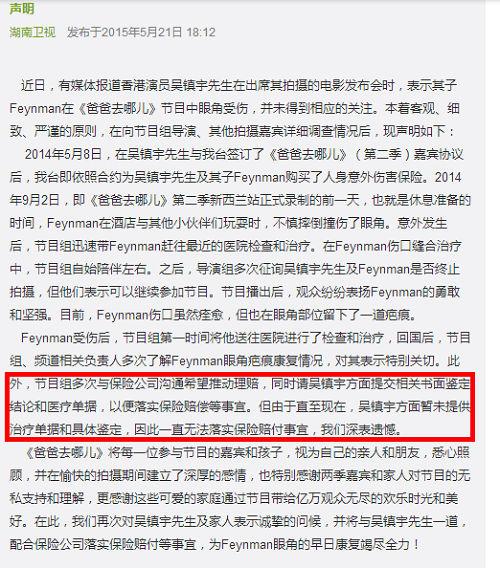 声明
湖南卫视 发布于2015年5月21日 18:12
近日，有媒体报道香港演员吴镇宇先生在出席其拍摄的电影发布会时，表示其子
Feynman在《爸爸去哪儿》节目中眼角受伤，并未得到相应的关注。本着客观、细
致、严谨的原则，在向节目组导演、其他拍摄嘉宾详细调查情况后，现声明如下：
2014年5月8日，在吴镇宇先生与我台签订了《爸爸去哪儿》（第二季）嘉宾协议
后，我台即依照合约为吴镇宇先生及其子Feynman购买了人身意外伤害保险。2014
年9月2日，即《爸爸去哪儿》第二季新西兰站正式录制的前一天，也就是休息准备的
时间，Feynman在酒店与其他小伙伴们玩耍时，不慎摔倒撞伤了眼角。意外发生
后，节目组迅速带Feynman赶往最近的医院检查和治疗。在Feynman伤口缝合治疗
中，节目组自始陪伴左右。之后，导演组多次征询吴镇宇先生及Feynman是否终止
拍摄，但他们表示可以继续参加节目。节目播出后，观众纷纷表扬Feynman的勇敢
和坚强。目前，Feynman伤口虽然痊愈，但也在眼角部位留下了一道疤痕。
Feynman受伤后，节目组第一时间将他送往医院进行了检查和治疗，回国后，节目
组、频道相关负责人多次了解Feynman眼角疤痕康复情况，对其表示特别关切。此
外，节目组多次与保险公司沟通希望推动理赔，同时请吴镇宇方面提交相关书面鉴定
结论和医疗单据，以便落实保险赔偿等事宜。但由于直至现在，吴镇宇方面暂未提供
治疗单据和具体鉴定，因此一直无法落实保险赔付事宜，我们深表遗憾。
《爸爸去哪儿》将每一位参与节目的嘉宾和孩子，视为自己的亲人和朋友，悉心照
顾，并在愉快的拍摄期间建立了深厚的感情，也特别感谢两季嘉宾和家人对节目的无
私支持和理解，更感谢这些可爱的家庭通过节目带给亿万观众无尽的欢乐时光和美
好。在此，我们再次对吴镇宇先生及家人表示诚挚的问候，并将与吴镇宇先生一道，
配合保险公司落实保险赔付等事宜，为Feynman眼角的早日康复竭尽全力！